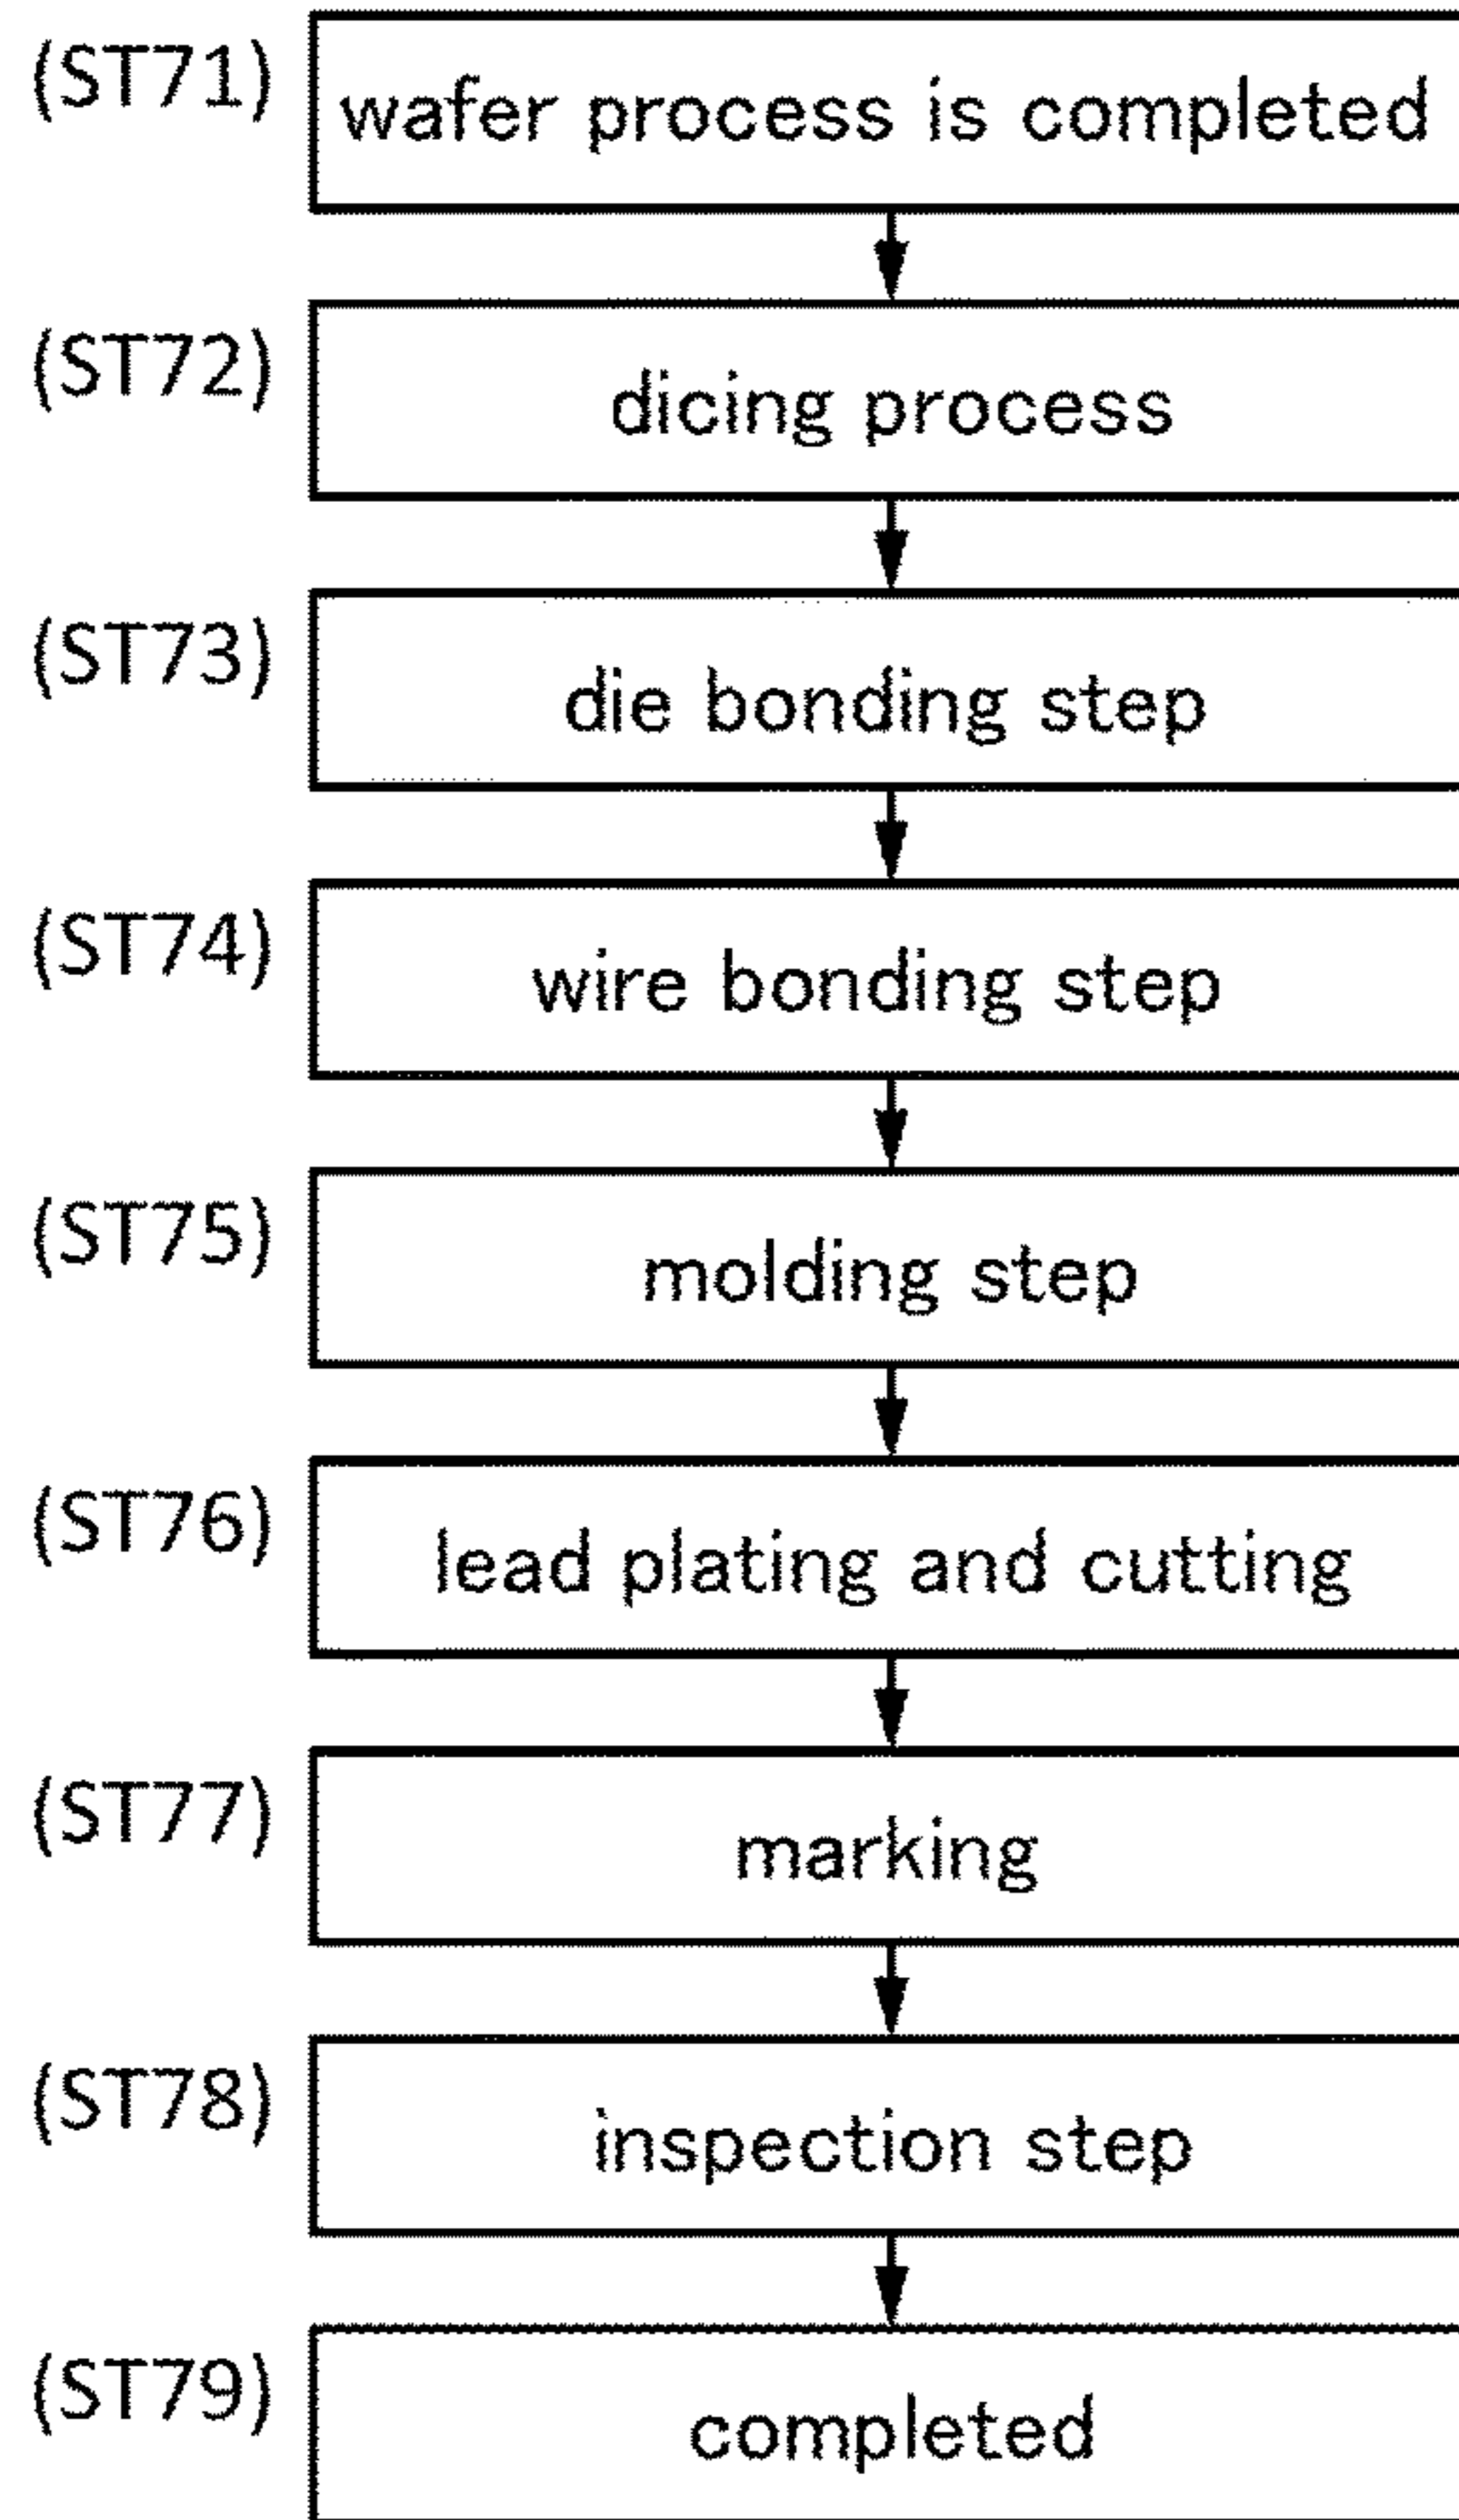 (ST71) wafer process is completed
(ST72) dicing process
(ST73) die bonding step
(ST74) wire bonding step
(ST75) molding step
(ST76) lead plating and cutting
(ST77) marking
(ST78) inspection step
(ST79) completed